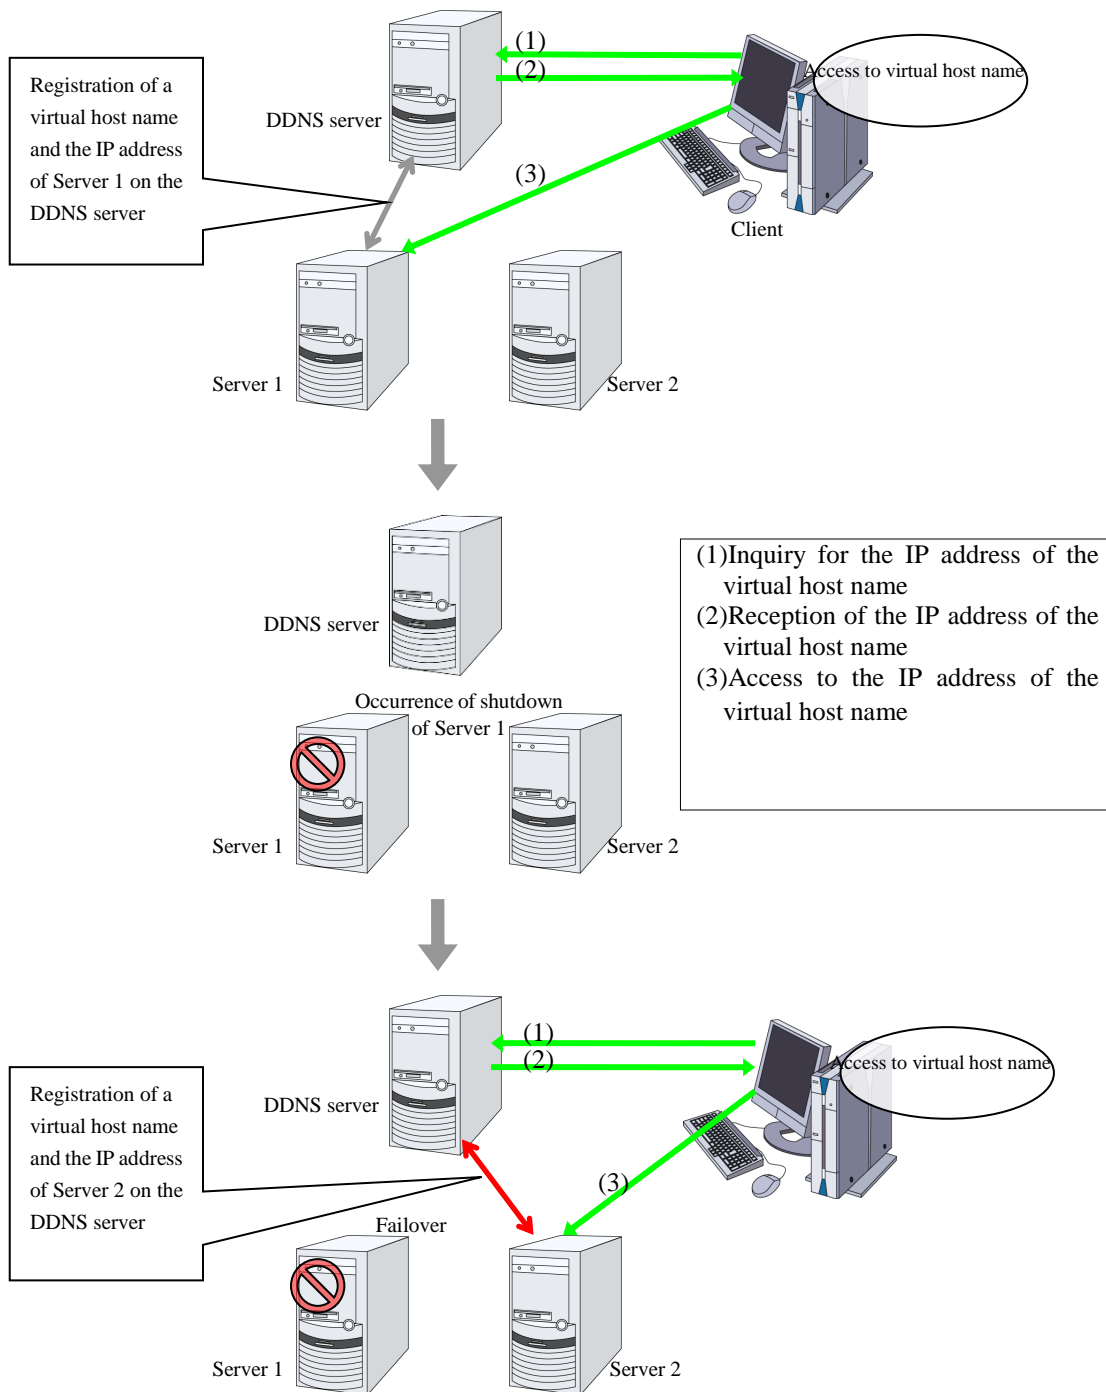 (1)
Access to virtual host name
(2)
Registration of a
virtual host name
and the IP address
of Server 1 on the
DDNS server
DDNS server
(3)
Client
Server 1
Server 2
DDNS server
(1)Inquiry for the IP address of the
virtual host name
(2)Reception of the IP address of the
virtual host name
(3)Access to the IP address of the
virtual host name
Occurrence of shutdown
of Server 1
Server 1
Server 2
(1)
(2)
Access to virtual host name
Registration of a
virtual host name
and the IP address
of Server 2 on the
DDNS server
DDNS server
(3)
Failover
Server 1
Server 2